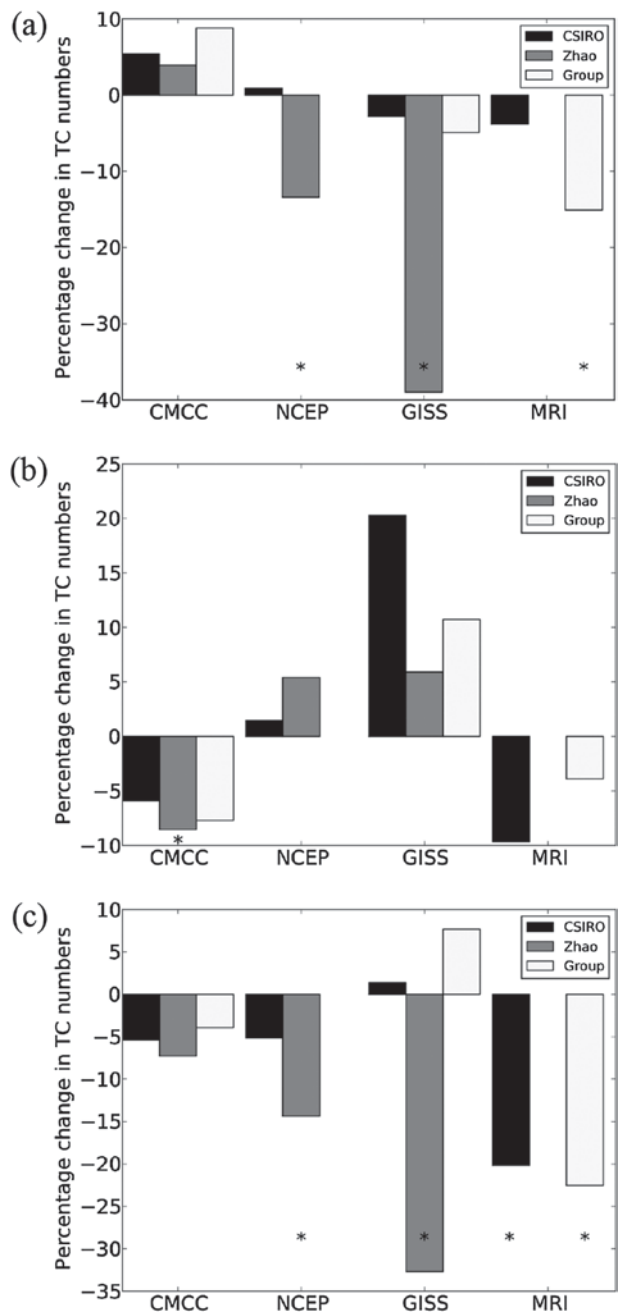 (a)
Percentage change in TC numbers
10
0
−10
−20
−30
−40
CSIRO
Zhao
Group
* * *
CMCC NCEP GISS MRI
(b)
Percentage change in TC numbers
25
20
15
10
5
0
−5
−10
CSIRO
Zhao
Group
*
CMCC NCEP GISS MRI
(c)
Percentage change in TC numbers
10
5
0
−5
−10
−15
−20
−25
−30
−35
CSIRO
Zhao
Group
* * * *
CMCC NCEP GISS MRI